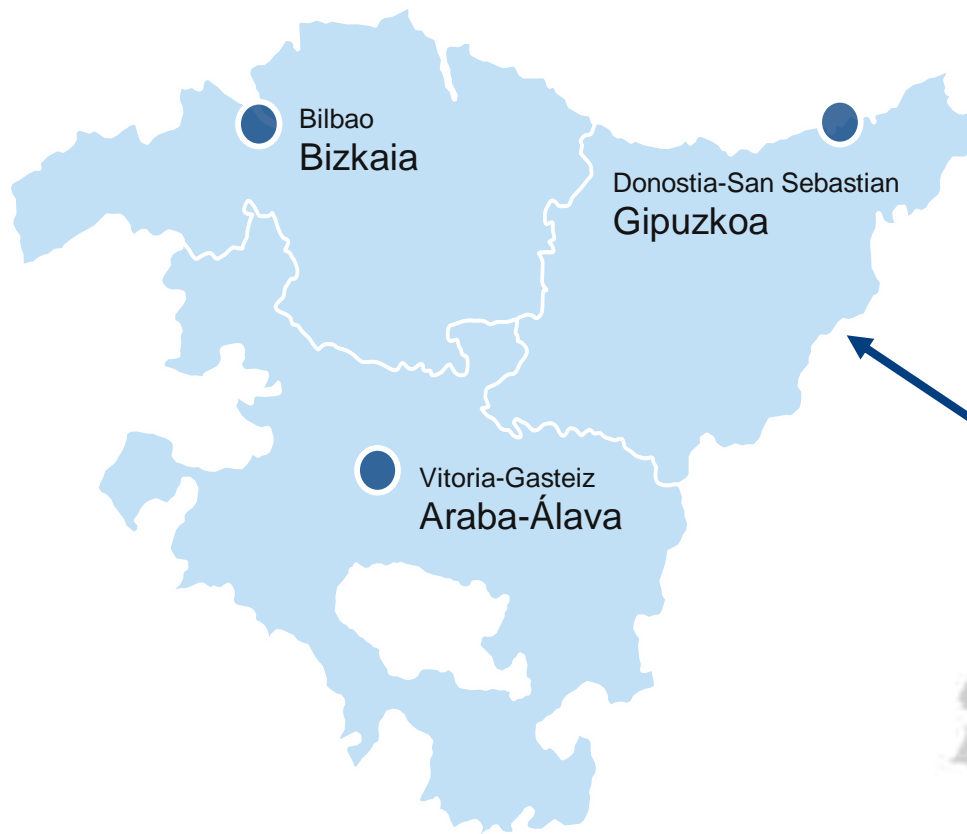 Bilbao
Bizkaia
Donostia-San Sebastian
Gipuzkoa
Vitoria-Gasteiz
Araba-Álava